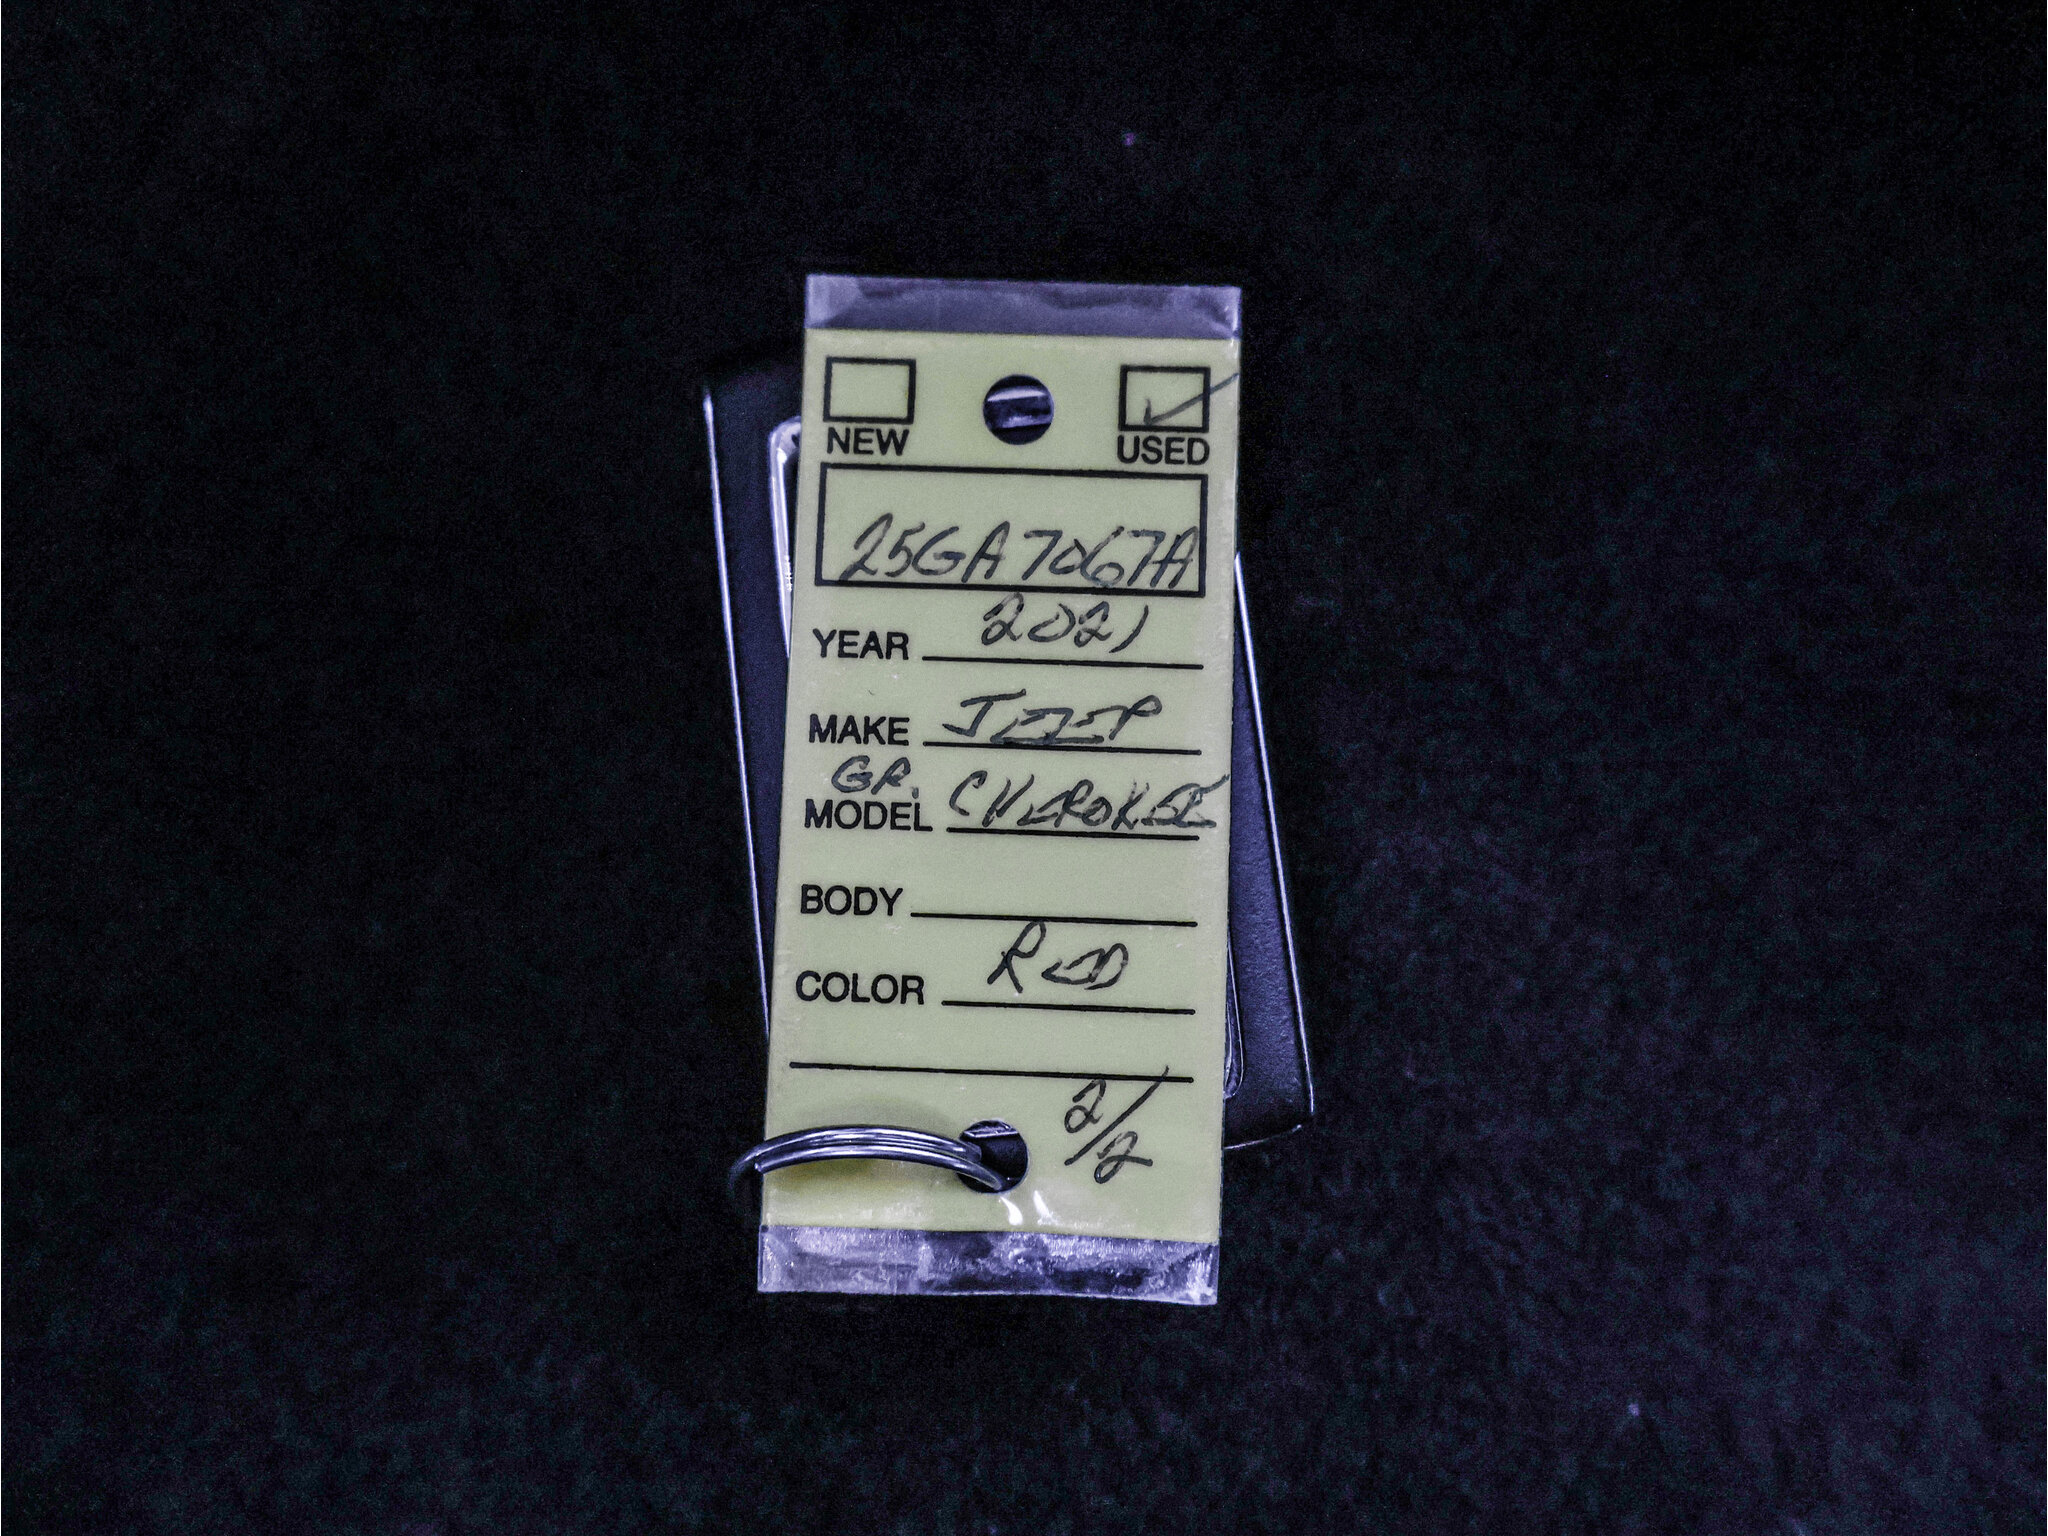 NEW USED
25GA7067A
YEAR 2021
MAKE JEEP
GR.
MODEL CHEROKEE
BODY
COLOR RED
2/2